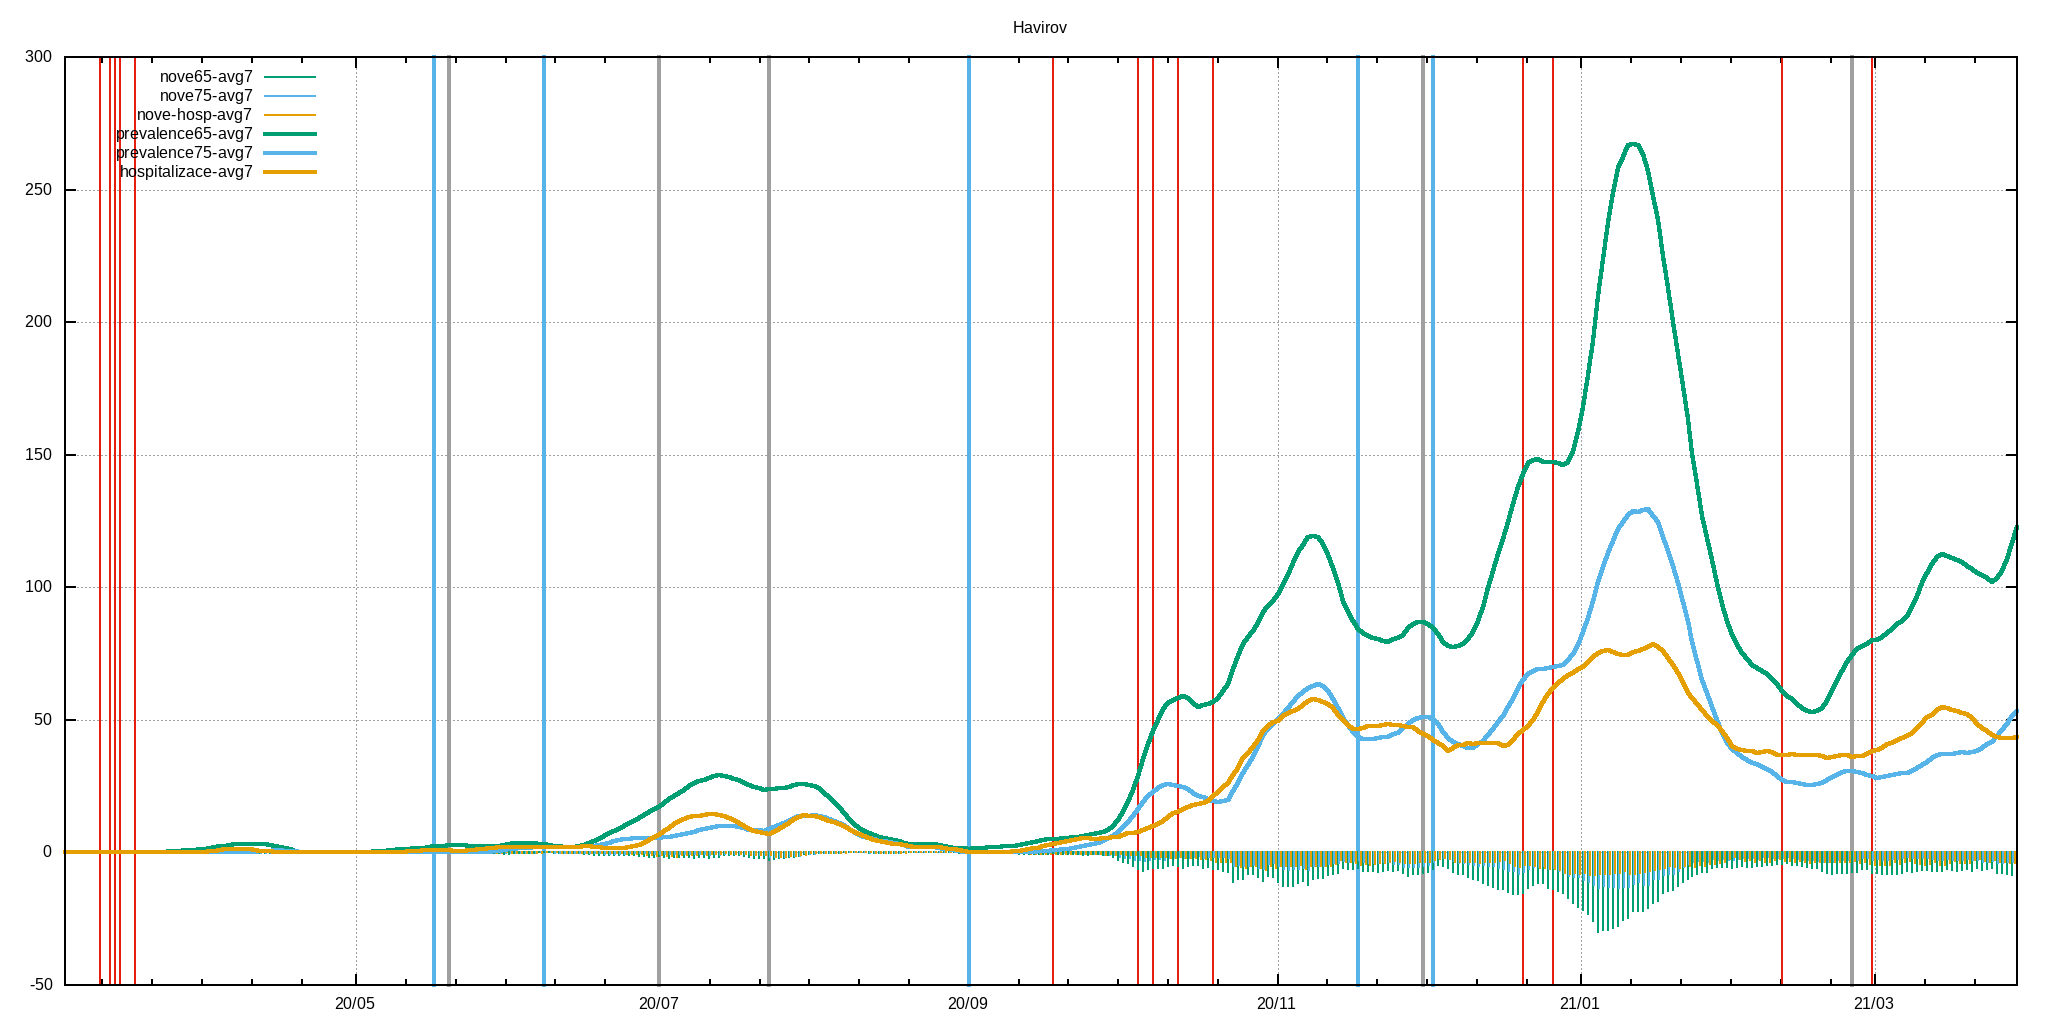 Havirov
300
nove65-avg7
nove75-avg7
nove-hosp-avg7
prevalence65-avg7
prevalence75-avg7
hospitalizace-avg7
250
200
150
100
50
0
-50
20/05 20/07 20/09 20/11 21/01 21/03